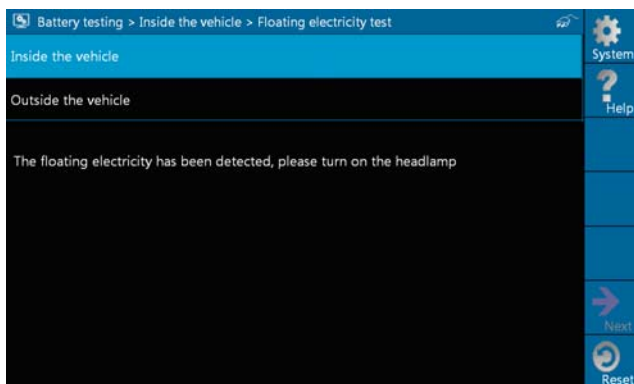 Battery testing > Inside the vehicle > Floating electricity test
Inside the vehicle
Outside the vehicle
The floating electricity has been detected, please turn on the headlamp
System
?
Help
Next
Reset